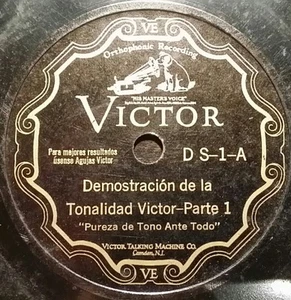 VE
Orthophonic Recording
"HIS MASTER'S VOICE"
VICTOR
Para mejores resultados
úsense Agujas Victor
D S-1-A
Demostración de la
Tonalidad Victor-Parte 1
"Pureza de Tono Ante Todo"
VICTOR TALKING MACHINE CO.
Camden, N.J.
VE